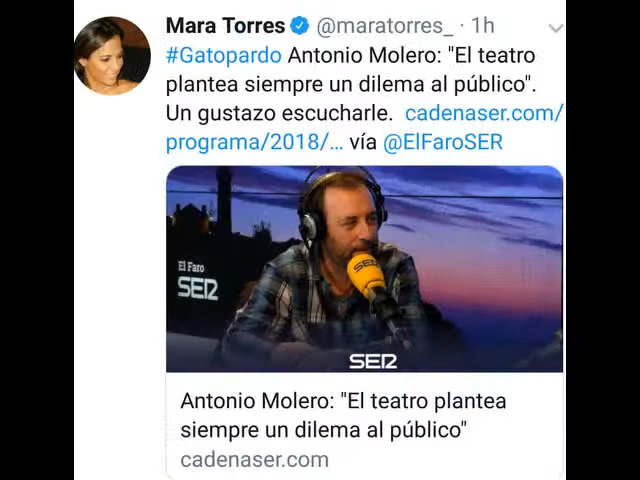 Mara Torres @maratorres_ · 1h
#Gatopardo Antonio Molero: "El teatro
plantea siempre un dilema al público".
Un gustazo escucharle. cadenaser.com/
programa/2018/... vía @ElFaroSER
El Faro
SER
SER
SER
Antonio Molero: "El teatro plantea
siempre un dilema al público"
cadenaser.com